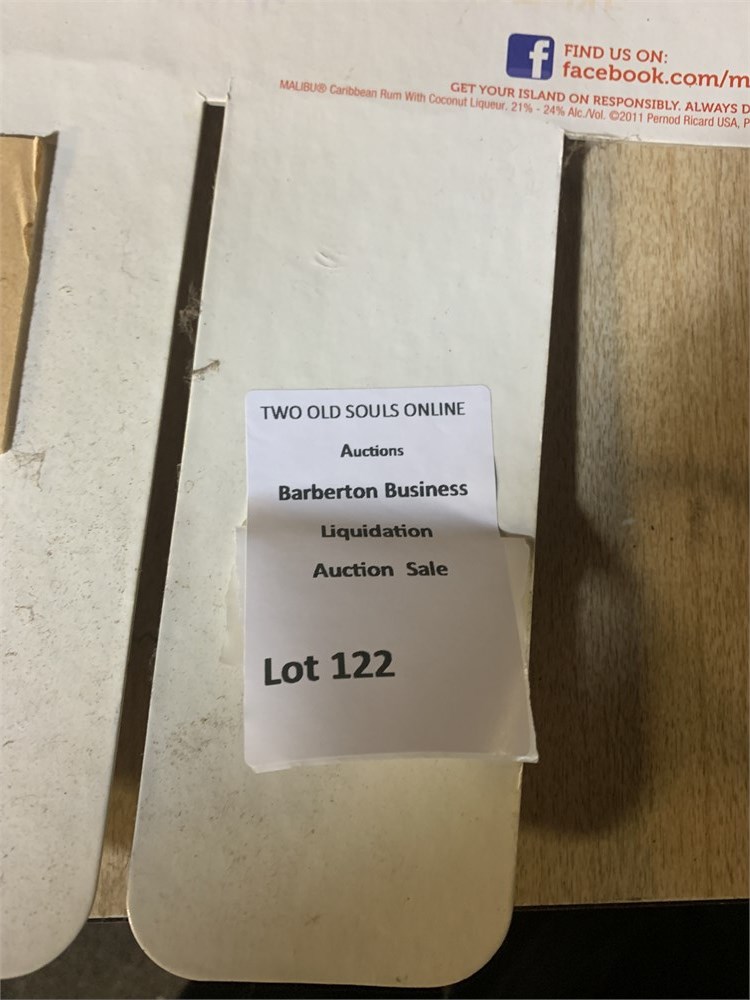 f FIND US ON:
facebook.com/m
GET YOUR ISLAND ON RESPONSIBLY. ALWAYS D
MALIBU® Caribbean Rum With Coconut Liqueur. 21% - 24% Alc./Vol. ©2011 Pernod Ricard USA, P
TWO OLD SOULS ONLINE
Auctions
Barberton Business
Liquidation
Auction Sale
Lot 122